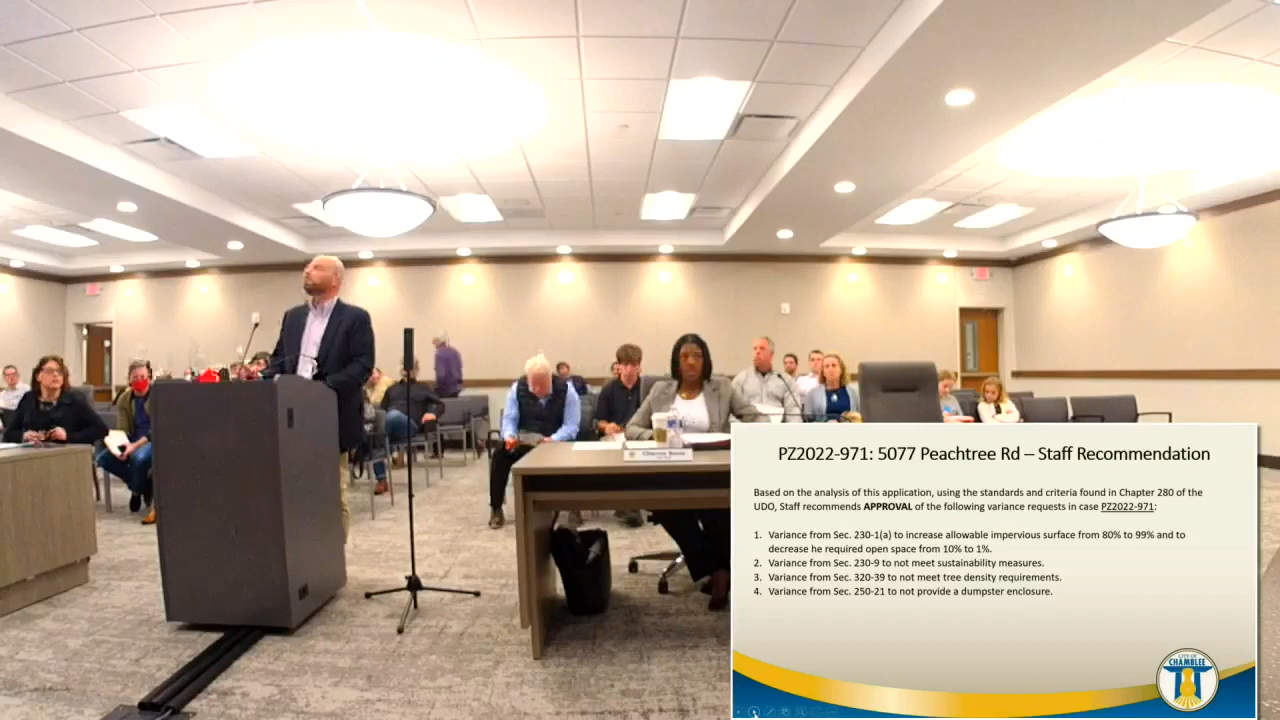 PZ2022-971: 5077 Peachtree Rd – Staff Recommendation
Based on the analysis of this application, using the standards and criteria found in Chapter 280 of the
UDO, Staff recommends APPROVAL of the following variance requests in case PZ2022-971:
1. Variance from Sec. 230-1(a) to increase allowable impervious surface from 80% to 99% and to
decrease he required open space from 10% to 1%.
2. Variance from Sec. 230-9 to not meet sustainability measures.
3. Variance from Sec. 320-39 to not meet tree density requirements.
4. Variance from Sec. 250-21 to not provide a dumpster enclosure.
CITY OF
CHAMBLEE